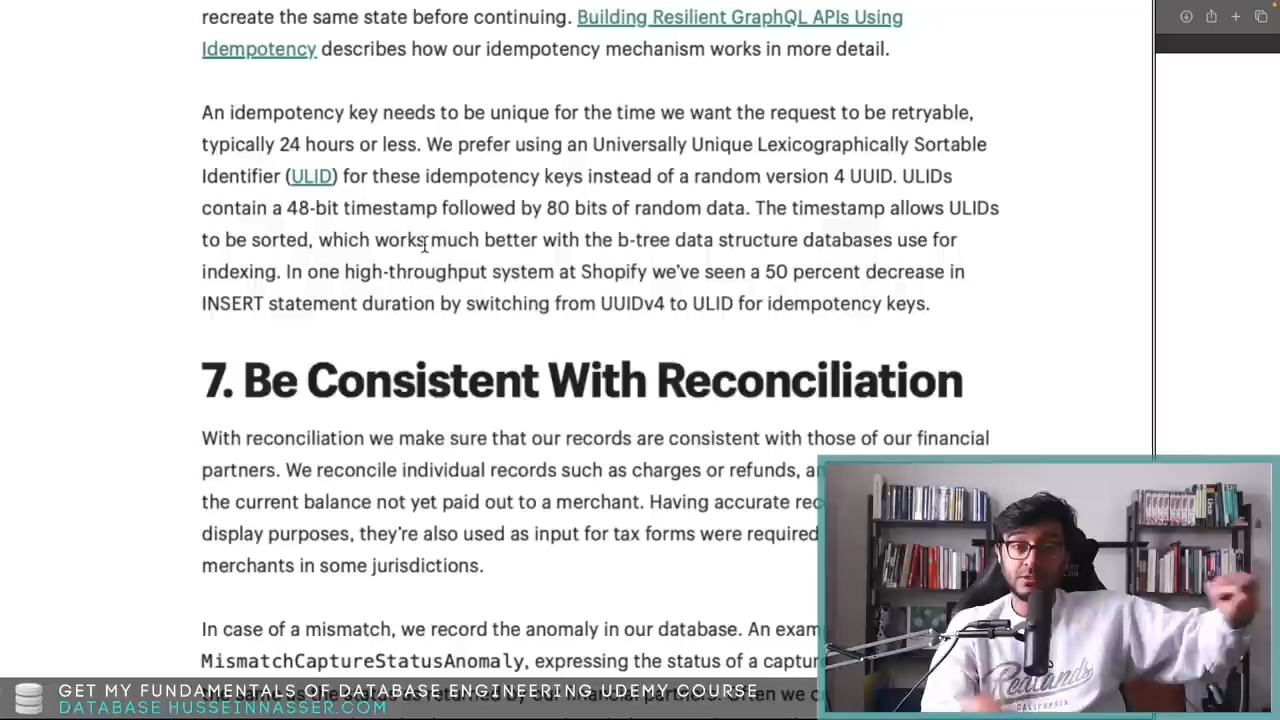 recreate the same state before continuing. Building Resilient GraphQL APIs Using
Idempotency describes how our idempotency mechanism works in more detail.
An idempotency key needs to be unique for the time we want the request to be retryable,
typically 24 hours or less. We prefer using an Universally Unique Lexicographically Sortable
Identifier (ULID) for these idempotency keys instead of a random version 4 UUID. ULIDs
contain a 48-bit timestamp followed by 80 bits of random data. The timestamp allows ULIDs
to be sorted, which works much better with the b-tree data structure databases use for
indexing. In one high-throughput system at Shopify we've seen a 50 percent decrease in
INSERT statement duration by switching from UUIDv4 to ULID for idempotency keys.
7. Be Consistent With Reconciliation
With reconciliation we make sure that our records are consistent with those of our financial
partners. We reconcile individual records such as charges or refunds,
the current balance not yet paid out to a merchant. Having accurate
display purposes, they're also used as input for tax forms were required
merchants in some jurisdictions.
In case of a mismatch, we record the anomaly in our database. An
MismatchCaptureStatusAnomaly, expressing the status of a
GET MY FUNDAMENTALS OF DATABASE ENGINEERING UDEMY COURSE
DATABASE.HUSSEINNASSER.COM
CALIFORNIA